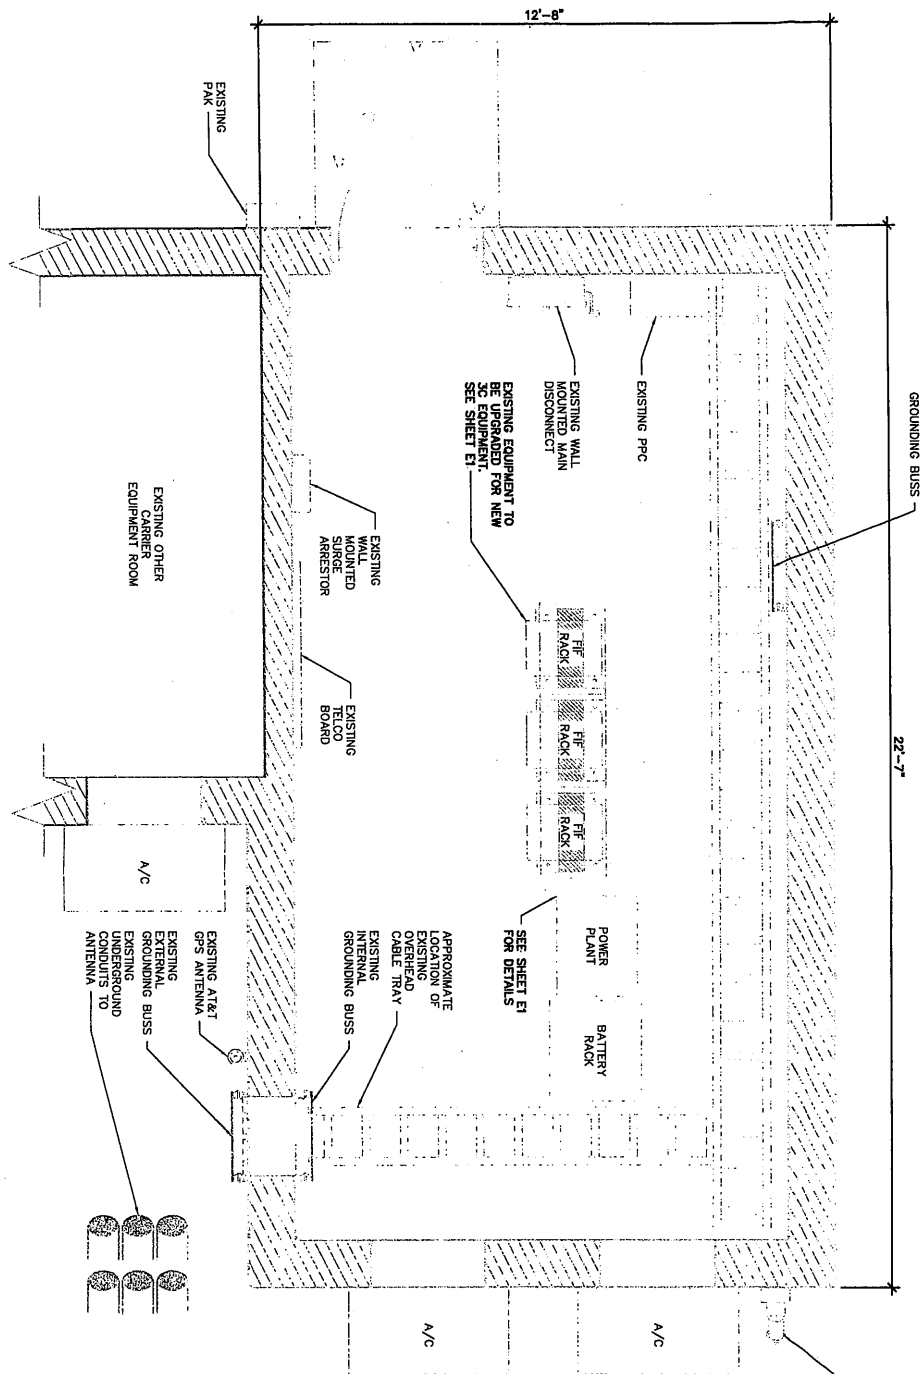 12'-8"
EXISTING
PAK
22'-7"
GROUNDING BUSS
EXISTING PPC
EXISTING WALL
MOUNTED MAIN
DISCONNECT
EXISTING EQUIPMENT TO
BE UPGRADED FOR NEW
3C EQUIPMENT.
SEE SHEET E1
EXISTING
WALL
MOUNTED
SURGE
ARRESTOR
EXISTING OTHER
CARRIER
EQUIPMENT ROOM
EXISTING
TELCO
BOARD
FIF
RACK
FIF
RACK
FIF
RACK
SEE SHEET E1
FOR DETAILS
POWER
PLANT
BATTERY
RACK
APPROXIMATE
LOCATION OF
EXISTING
OVERHEAD
CABLE TRAY
EXISTING
INTERNAL
GROUNDING BUSS
A/C
EXISTING AT&T
GPS ANTENNA
EXISTING
EXTERNAL
GROUNDING BUSS
EXISTING
UNDERGROUND
CONDUITS TO
ANTENNA
A/C
A/C